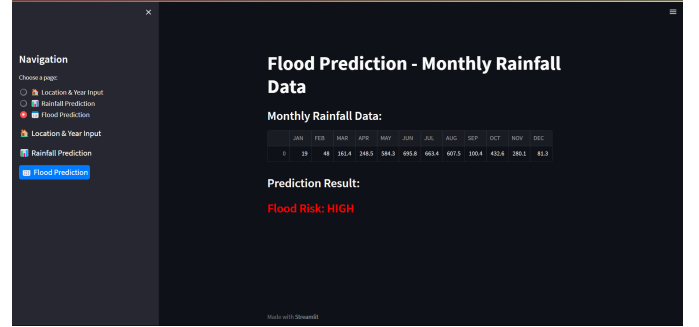 ×
Navigation
Choose a page:
🏠 Location & Year Input
📊 Rainfall Prediction
📅 Flood Prediction
🏠 Location & Year Input
📊 Rainfall Prediction
📅 Flood Prediction
Flood Prediction - Monthly Rainfall
Data
Monthly Rainfall Data:
JAN FEB MAR APR MAY JUN JUL AUG SEP OCT NOV DEC
0 19 48 161.4 248.5 584.3 695.8 663.4 607.5 100.4 432.6 280.1 81.3
Prediction Result:
Flood Risk: HIGH
Made with Streamlit